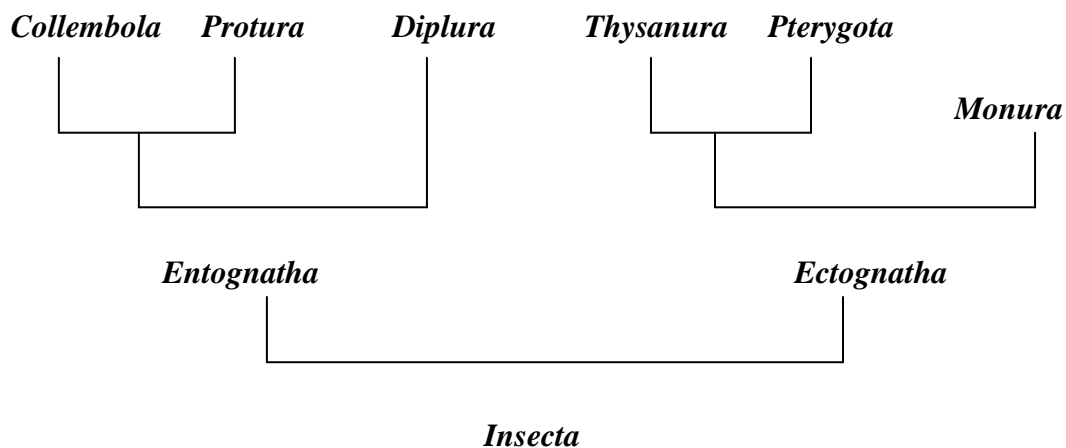 Collembola Protura Diplura Thysanura Pterygota
Monura
Entognatha Ectognatha
Insecta